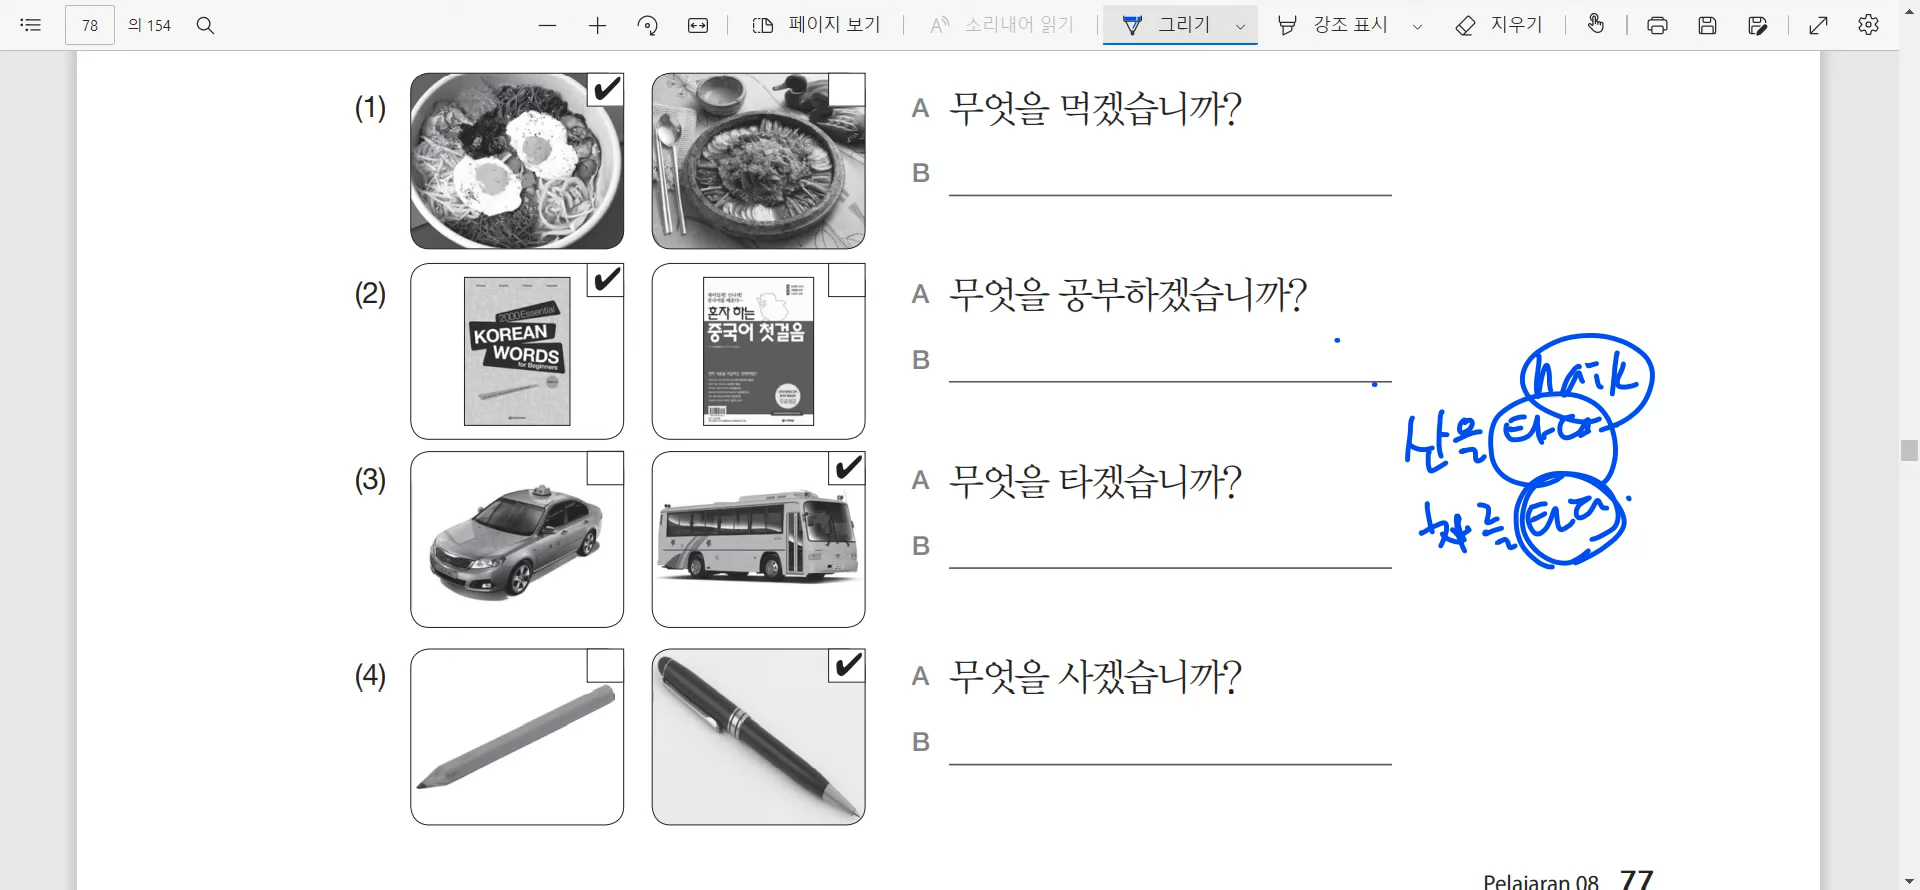 78 의 154 페이지 보기 소리내어 읽기 그리기 강조 표시 지우기
(1)
A 무엇을 먹겠습니까?
B
(2)
2000 Essential
KOREAN
WORDS
for Beginners
혼자 하는
중국어 첫걸음
A 무엇을 공부하겠습니까?
B
naik
산을 타다
차를 타다.
(3)
A 무엇을 타겠습니까?
B
(4)
A 무엇을 사겠습니까?
B
Pelajaran 08 77